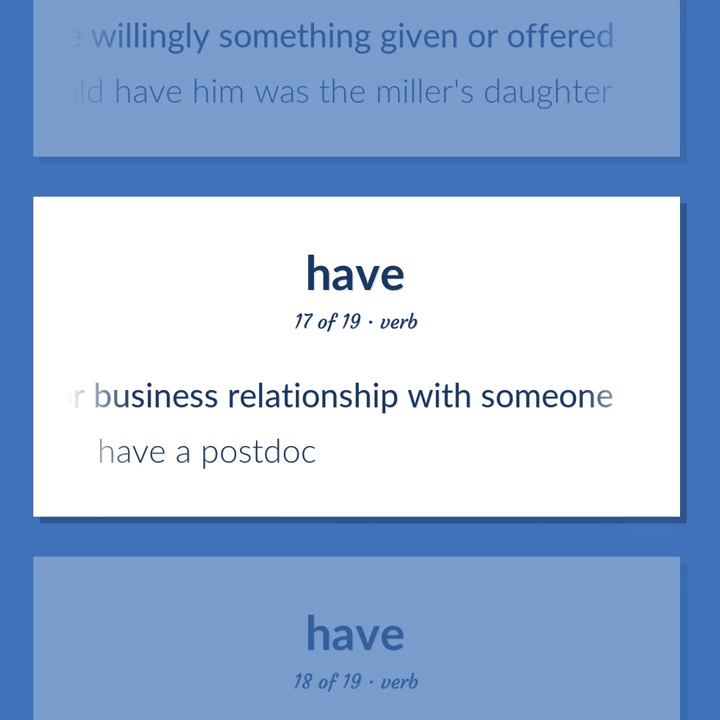 willingly something given or offered
have him was the miller's daughter
have
17 of 19 · verb
business relationship with someone
have a postdoc
have
18 of 19 · verb